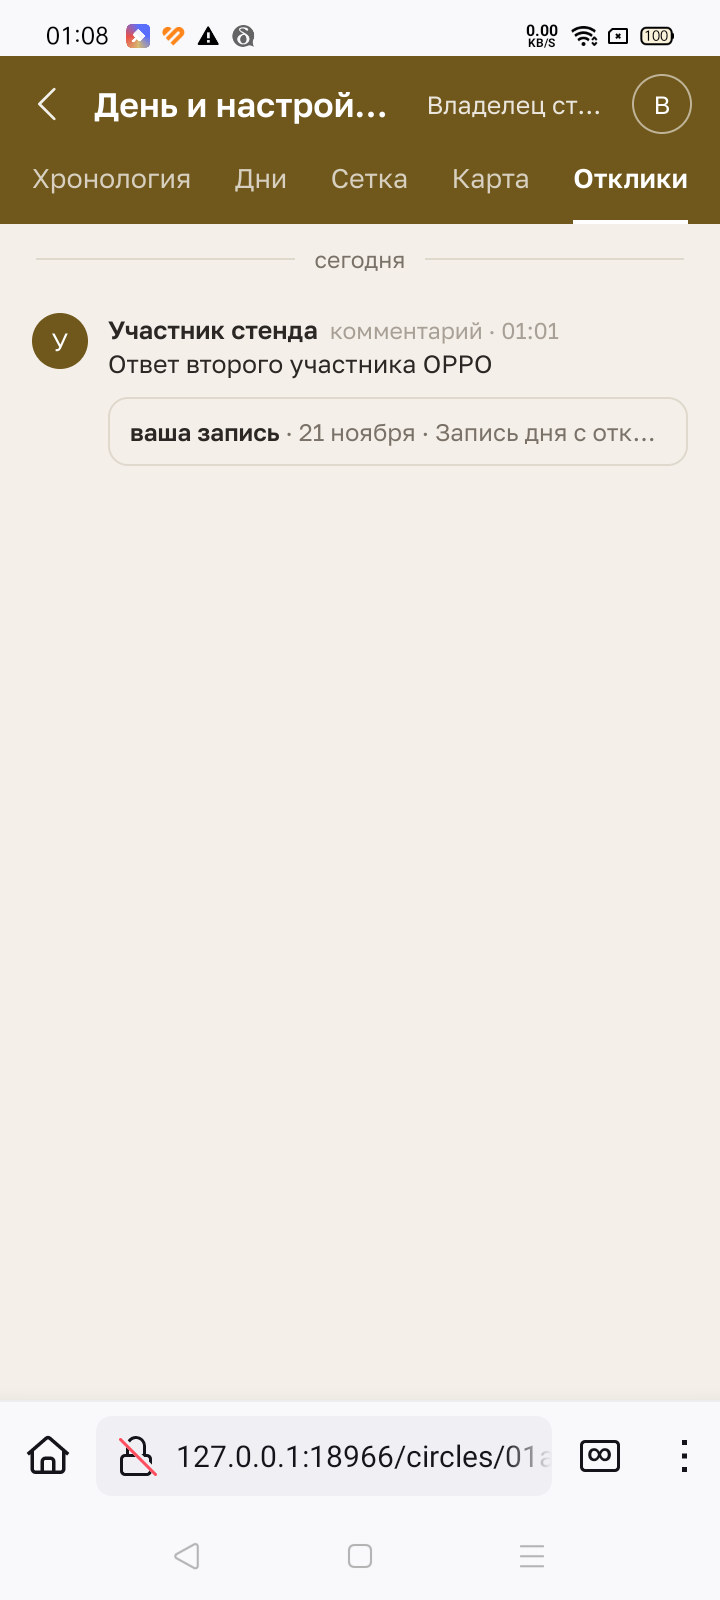 01:08
0.00
KB/S
100
День и настрой...
Владелец ст...
В
Хронология Дни Сетка Карта Отклики
сегодня
У
Участник стенда комментарий · 01:01
Ответ второго участника OPPO
ваша запись · 21 ноября · Запись дня с отк...
127.0.0.1:18966/circles/01a